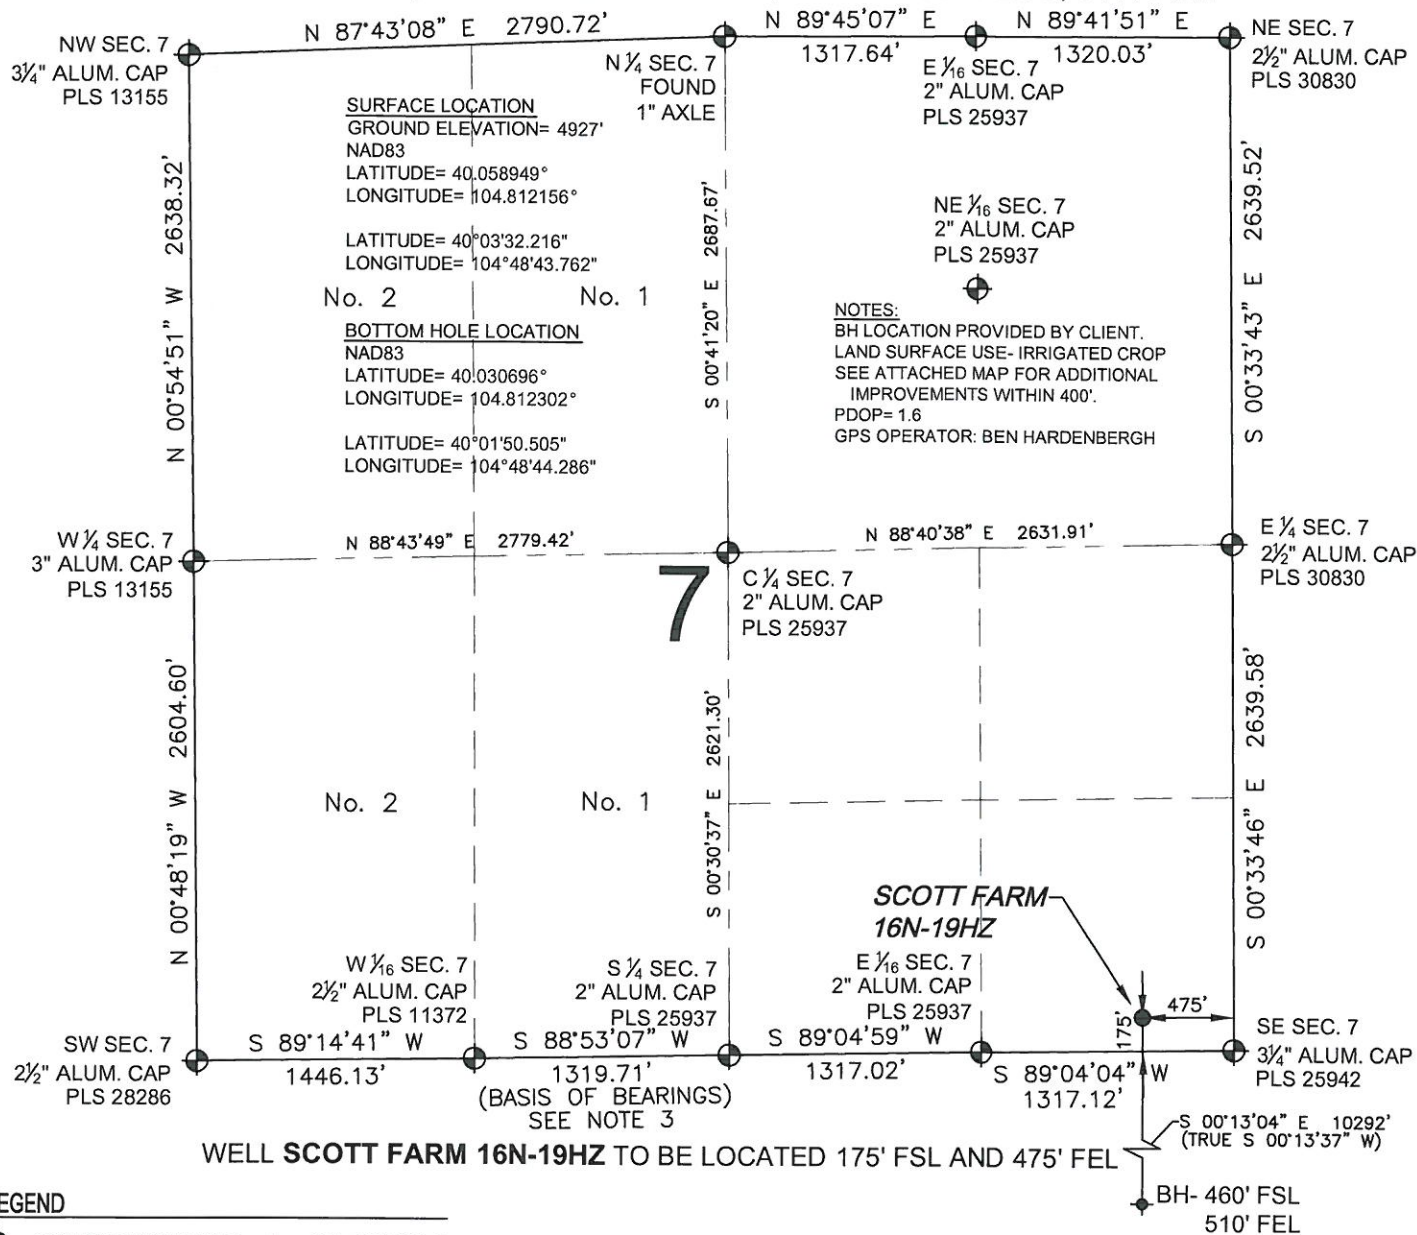 N 87°43'08" E 2790.72'
N 89°45'07" E
1317.64'
N 89°41'51" E
1320.03'
NW SEC. 7
3¼" ALUM. CAP
PLS 13155
N ¼ SEC. 7
FOUND
1" AXLE
E 1⁄16 SEC. 7
2" ALUM. CAP
PLS 25937
NE SEC. 7
2½" ALUM. CAP
PLS 30830
SURFACE LOCATION
GROUND ELEVATION= 4927'
NAD83
LATITUDE= 40.058949°
LONGITUDE= 104.812156°
LATITUDE= 40°03'32.216"
LONGITUDE= 104°48'43.762"
No. 2
No. 1
BOTTOM HOLE LOCATION
NAD83
LATITUDE= 40.030696°
LONGITUDE= 104.812302°
LATITUDE= 40°01'50.505"
LONGITUDE= 104°48'44.286"
N 00°54'51" W 2638.32'
S 00°41'20" E 2687.67'
NE 1⁄16 SEC. 7
2" ALUM. CAP
PLS 25937
NOTES:
BH LOCATION PROVIDED BY CLIENT.
LAND SURFACE USE- IRRIGATED CROP
SEE ATTACHED MAP FOR ADDITIONAL
IMPROVEMENTS WITHIN 400'.
PDOP= 1.6
GPS OPERATOR: BEN HARDENBERGH
S 00°33'43" E 2639.52'
W ¼ SEC. 7
3" ALUM. CAP
PLS 13155
N 88°43'49" E 2779.42'
N 88°40'38" E 2631.91'
E ¼ SEC. 7
2½" ALUM. CAP
PLS 30830
7
C ¼ SEC. 7
2" ALUM. CAP
PLS 25937
N 00°48'19" W 2604.60'
No. 2
No. 1
S 00°30'37" E 2621.30'
S 00°33'46" E 2639.58'
SCOTT FARM
16N-19HZ
W 1⁄16 SEC. 7
2½" ALUM. CAP
PLS 11372
S ¼ SEC. 7
2" ALUM. CAP
PLS 25937
E 1⁄16 SEC. 7
2" ALUM. CAP
PLS 25937
475'
175'
SW SEC. 7
2½" ALUM. CAP
PLS 28286
S 89°14'41" W
1446.13'
S 88°53'07" W
1319.71'
(BASIS OF BEARINGS)
SEE NOTE 3
S 89°04'59" W
1317.02'
S 89°04'04" W
1317.12'
SE SEC. 7
3¼" ALUM. CAP
PLS 25942
S 00°13'04" E 10292'
(TRUE S 00°13'37" W)
WELL SCOTT FARM 16N-19HZ TO BE LOCATED 175' FSL AND 475' FEL
BH- 460' FSL
510' FEL
EGEND